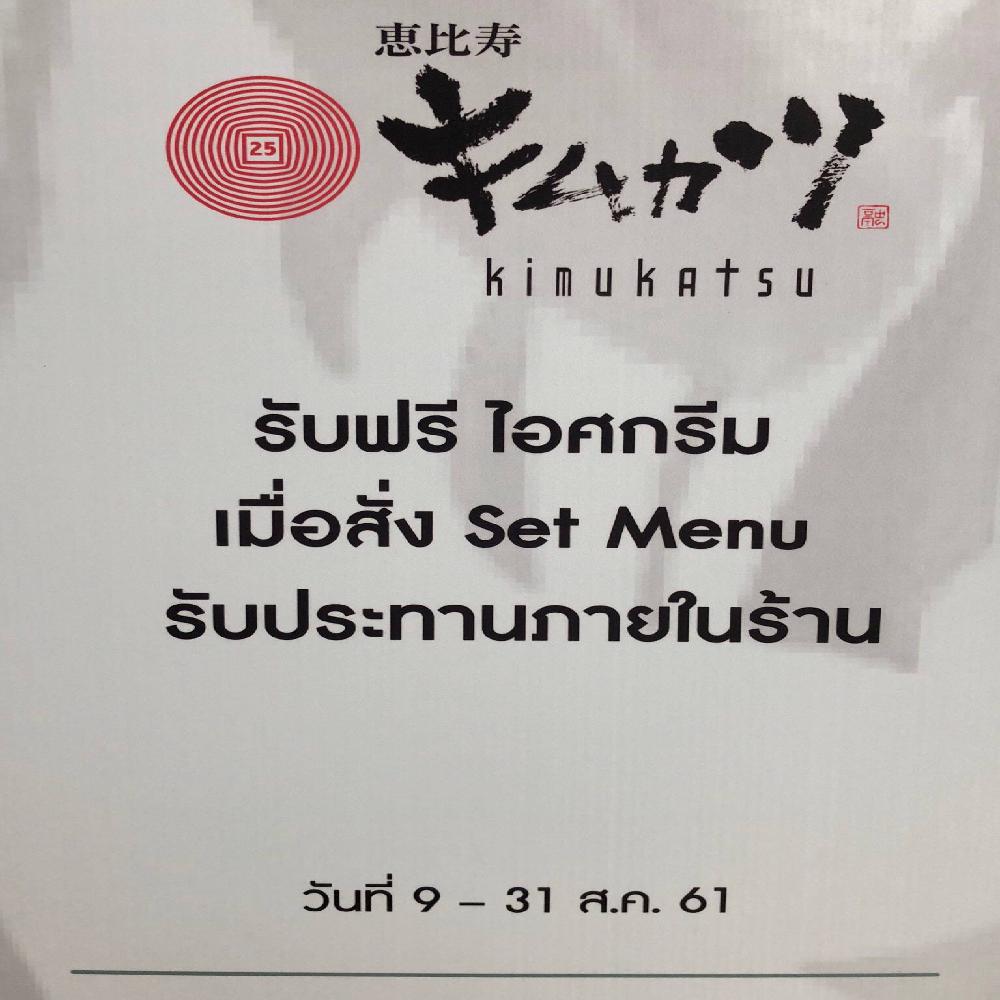 恵比寿
25
キムカツ
融
kimukatsu
รับฟรี ไอศกรีม
เมื่อสั่ง Set Menu
รับประทานภายในร้าน
วันที่ 9 – 31 ส.ค. 61